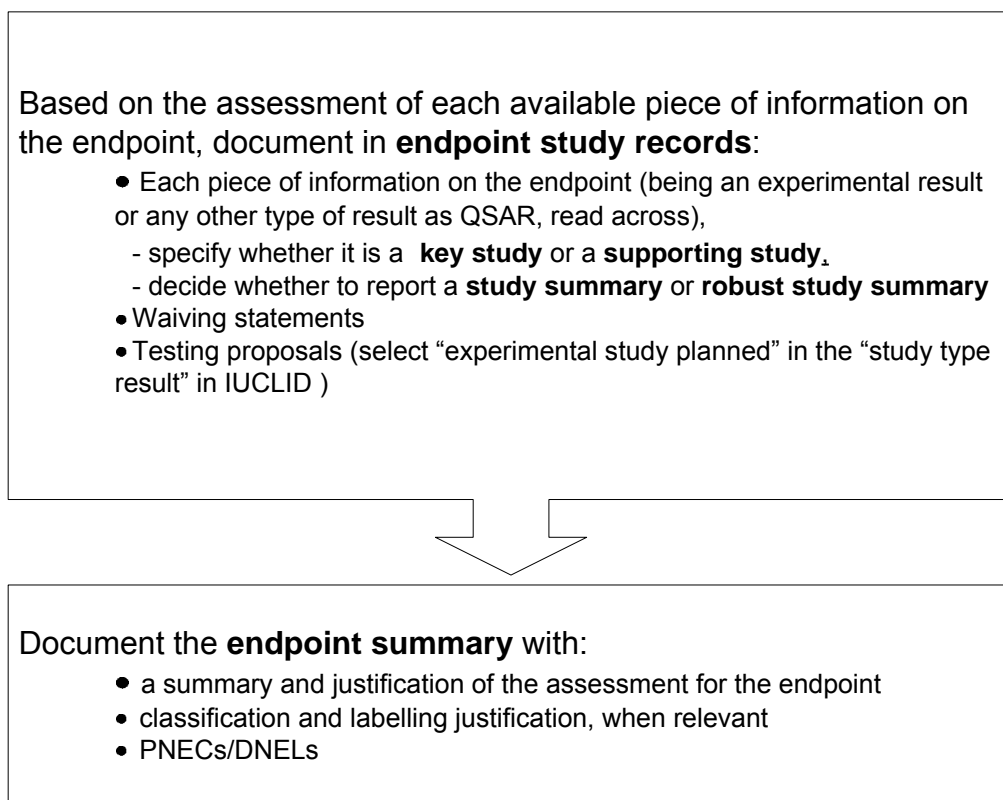 Based on the assessment of each available piece of information on
the endpoint, document in endpoint study records:
● Each piece of information on the endpoint (being an experimental result
or any other type of result as QSAR, read across),
- specify whether it is a key study or a supporting study.
- decide whether to report a study summary or robust study summary
● Waiving statements
● Testing proposals (select “experimental study planned” in the “study type
result” in IUCLID )
Document the endpoint summary with:
● a summary and justification of the assessment for the endpoint
● classification and labelling justification, when relevant
● PNECs/DNELs